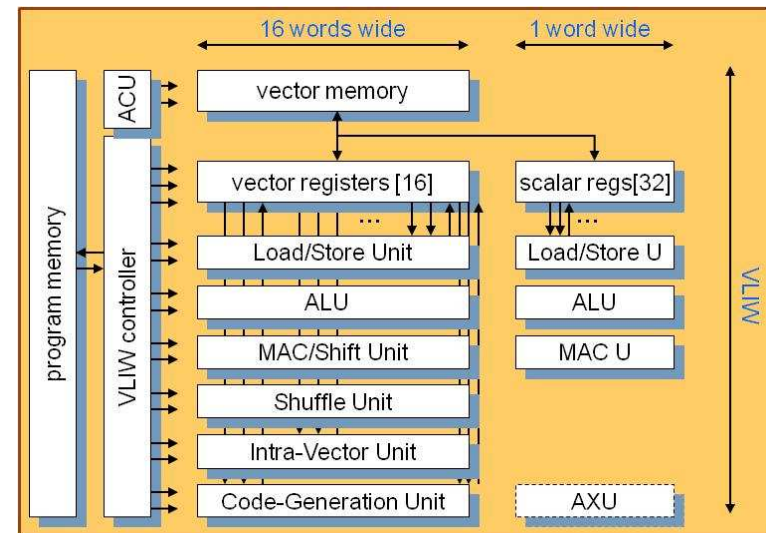 16 words wide
1 word wide
program memory
ACU
VLIW controller
vector memory
vector registers [16]
scalar regs[32]
...
...
Load/Store Unit
Load/Store U
ALU
ALU
MAC/Shift Unit
MAC U
Shuffle Unit
Intra-Vector Unit
Code-Generation Unit
AXU
VLIW